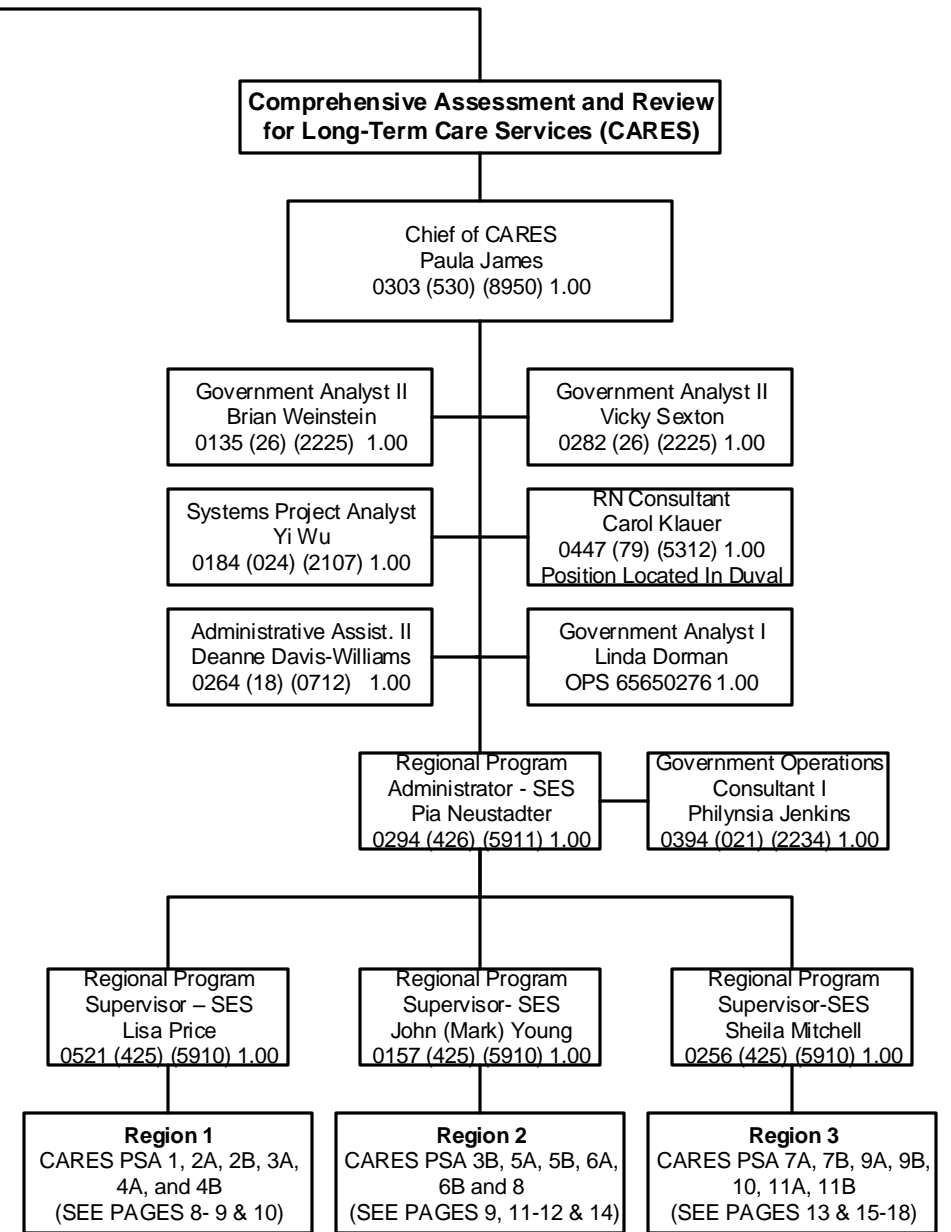 Comprehensive Assessment and Review
for Long-Term Care Services (CARES)
Chief of CARES
Paula James
0303 (530) (8950) 1.00
Government Analyst II
Brian Weinstein
0135 (26) (2225) 1.00
Government Analyst II
Vicky Sexton
0282 (26) (2225) 1.00
Systems Project Analyst
Yi Wu
0184 (024) (2107) 1.00
RN Consultant
Carol Klauer
0447 (79) (5312) 1.00
Position Located In Duval
Administrative Assist. II
Deanne Davis-Williams
0264 (18) (0712) 1.00
Government Analyst I
Linda Dorman
OPS 65650276 1.00
Regional Program
Administrator - SES
Pia Neustadter
0294 (426) (5911) 1.00
Government Operations
Consultant I
Philynsia Jenkins
0394 (021) (2234) 1.00
Regional Program
Supervisor – SES
Lisa Price
0521 (425) (5910) 1.00
Regional Program
Supervisor- SES
John (Mark) Young
0157 (425) (5910) 1.00
Regional Program
Supervisor-SES
Sheila Mitchell
0256 (425) (5910) 1.00
Region 1
CARES PSA 1, 2A, 2B, 3A,
4A, and 4B
(SEE PAGES 8- 9 & 10)
Region 2
CARES PSA 3B, 5A, 5B, 6A,
6B and 8
(SEE PAGES 9, 11-12 & 14)
Region 3
CARES PSA 7A, 7B, 9A, 9B,
10, 11A, 11B
(SEE PAGES 13 & 15-18)